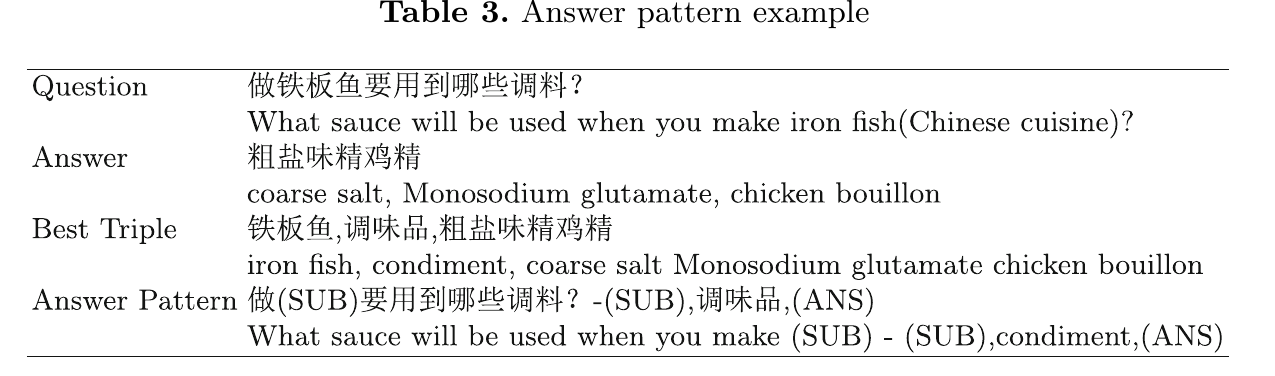 Table 3. Answer pattern example
Question 做铁板鱼要用到哪些调料？
What sauce will be used when you make iron fish(Chinese cuisine)?
Answer 粗盐味精鸡精
coarse salt, Monosodium glutamate, chicken bouillon
Best Triple 铁板鱼,调味品,粗盐味精鸡精
iron fish, condiment, coarse salt Monosodium glutamate chicken bouillon
Answer Pattern 做(SUB)要用到哪些调料？-(SUB),调味品,(ANS)
What sauce will be used when you make (SUB) - (SUB),condiment,(ANS)